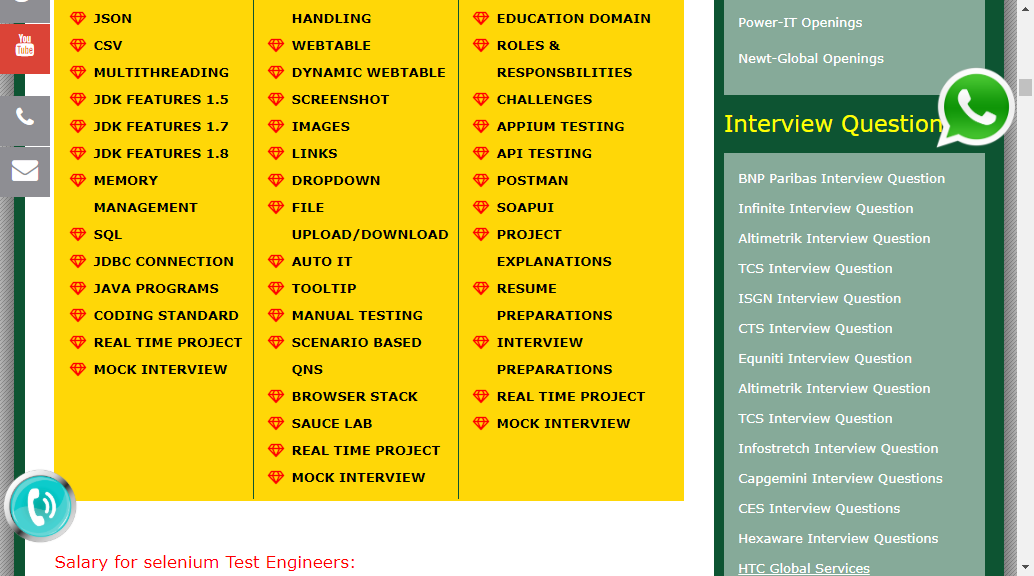 You
Tube
JSON
CSV
MULTITHREADING
JDK FEATURES 1.5
JDK FEATURES 1.7
JDK FEATURES 1.8
MEMORY
MANAGEMENT
SQL
JDBC CONNECTION
JAVA PROGRAMS
CODING STANDARD
REAL TIME PROJECT
MOCK INTERVIEW
HANDLING
WEBTABLE
DYNAMIC WEBTABLE
SCREENSHOT
IMAGES
LINKS
DROPDOWN
FILE
UPLOAD/DOWNLOAD
AUTO IT
TOOLTIP
MANUAL TESTING
SCENARIO BASED
QNS
BROWSER STACK
SAUCE LAB
REAL TIME PROJECT
MOCK INTERVIEW
EDUCATION DOMAIN
ROLES &
RESPONSBILITIES
CHALLENGES
APPIUM TESTING
API TESTING
POSTMAN
SOAPUI
PROJECT
EXPLANATIONS
RESUME
PREPARATIONS
INTERVIEW
PREPARATIONS
REAL TIME PROJECT
MOCK INTERVIEW
Salary for selenium Test Engineers:
Power-IT Openings
Newt-Global Openings
Interview Question
BNP Paribas Interview Question
Infinite Interview Question
Altimetrik Interview Question
TCS Interview Question
ISGN Interview Question
CTS Interview Question
Equniti Interview Question
Altimetrik Interview Question
TCS Interview Question
Infostretch Interview Question
Capgemini Interview Questions
CES Interview Questions
Hexaware Interview Questions
HTC Global Services